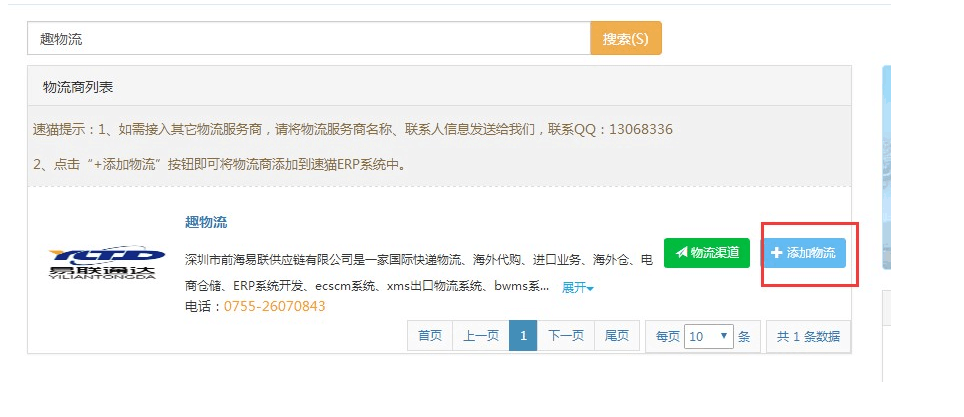 趣物流
搜索(S)
物流商列表
速猫提示：1、如需接入其它物流服务商，请将物流服务商名称、联系人信息发送给我们，联系QQ：13068336
2、点击“+添加物流”按钮即可将物流商添加到速猫ERP系统中。
趣物流
YLTD
易联通达
YILIANTONGDA
深圳市前海易联供应链有限公司是一家国际快递物流、海外代购、进口业务、海外仓、电
商仓储、ERP系统开发、ecscm系统、xms出口物流系统、bwms系... 展开
电话：0755-26070843
物流渠道
添加物流
首页 上一页 1 下一页 尾页 每页 10 条 共 1 条数据